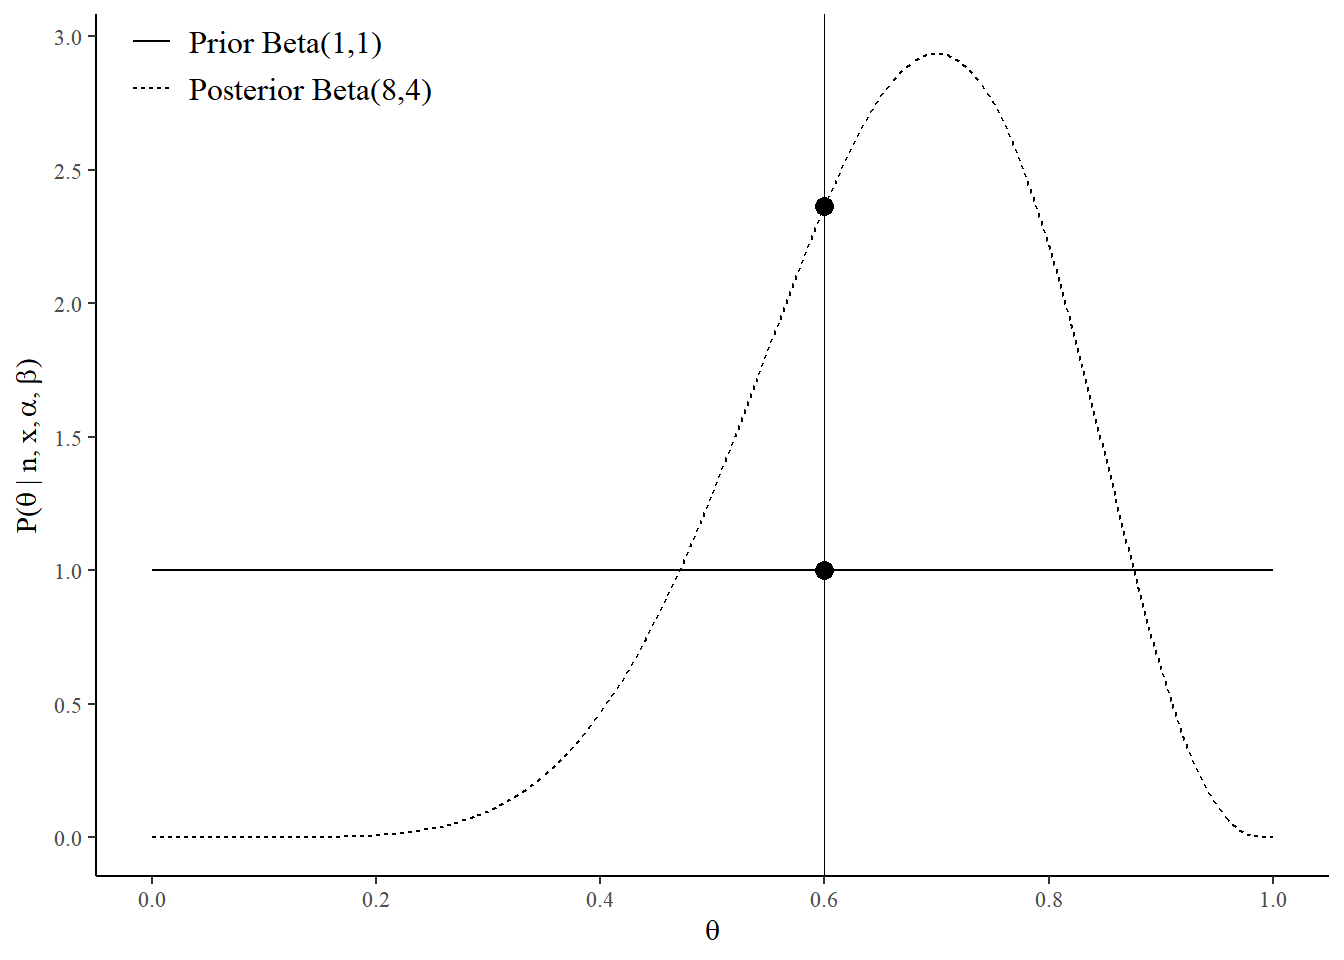 Prior Beta(1,1)
Posterior Beta(8,4)
3.0
2.5
2.0
1.5
1.0
0.5
0.0
P(θ | n, x, α, β)
0.0 0.2 0.4 0.6 0.8 1.0
θ